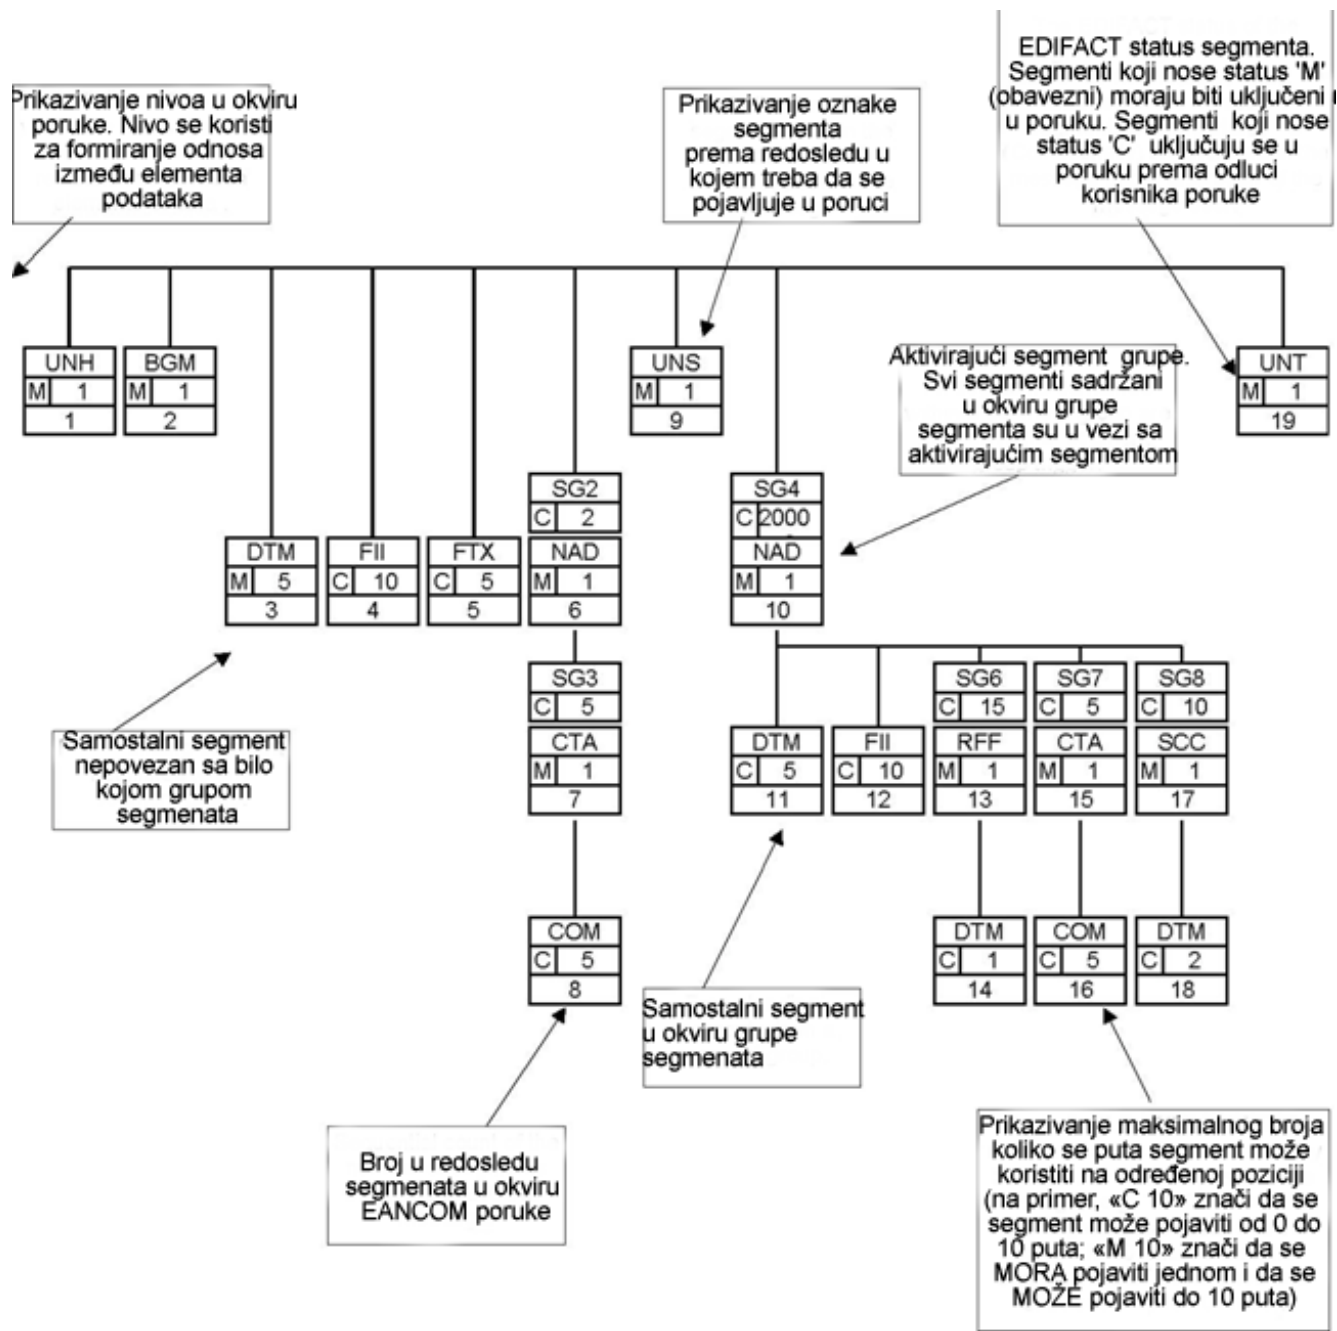 EDIFACT status segmenta.
Segmenti koji nose status 'M'
(obavezni) moraju biti uključeni
u poruku. Segmenti koji nose
status 'C' uključuju se u
poruku prema odluci
korisnika poruke
Prikazivanje nivoa u okviru
poruke. Nivo se koristi
za formiranje odnosa
između elementa
podataka
Prikazivanje oznake
segmenta
prema redosledu u
kojem treba da se
pojavljuje u poruci
UNH
M 1
1
BGM
M 1
2
UNS
M 1
9
Aktivirajući segment grupe.
Svi segmenti sadržani
u okviru grupe
segmenta su u vezi sa
aktivirajućim segmentom
UNT
M 1
19
SG2
C 2
SG4
C 2000
DTM
M 5
3
FII
C 10
4
FTX
C 5
5
NAD
M 1
6
NAD
M 1
10
SG3
C 5
SG6
C 15
SG7
C 5
SG8
C 10
Samostalni segment
nepovezan sa bilo
kojom grupom
segmenata
CTA
M 1
7
DTM
C 5
11
FII
C 10
12
RFF
M 1
13
CTA
M 1
15
SCC
M 1
17
COM
C 5
8
DTM
C 1
14
COM
C 5
16
DTM
C 2
18
Samostalni segment
u okviru grupe
segmenata
Broj u redosledu
segmenata u okviru
EANCOM poruke
Prikazivanje maksimalnog broja
koliko se puta segment može
koristiti na određenoj poziciji
(na primer, «C 10» znači da se
segment može pojaviti od 0 do
10 puta; «M 10» znači da se
MORA pojaviti jednom i da se
MOŽE pojaviti do 10 puta)